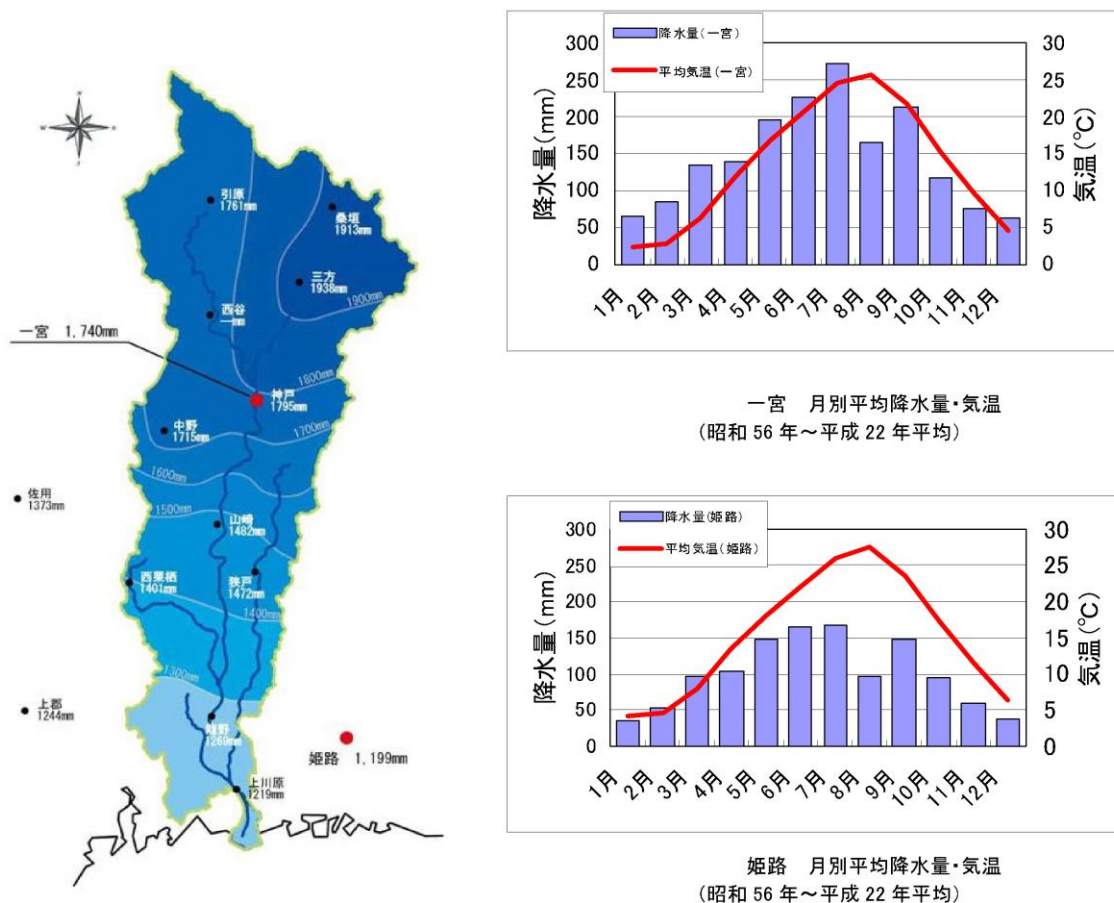 N
W
E
S
引原
1761mm
桑垣
1913mm
三方
1938mm
1900mm
西谷
―mm
一宮 1,740mm
1800mm
神戸
1795mm
1700mm
中野
1715mm
1600mm
佐用
1373mm
1500mm
山崎
1482mm
西栗栖
1401mm
狭戸
1472mm
1400mm
1300mm
上郡
1244mm
龍野
1269mm
姫路 1,199mm
上川原
1219mm
降水量(一宮)
平均気温(一宮)
300
250
200
150
100
50
0
降水量(mm)
30
25
20
15
10
5
0
気温(℃)
1月
2月
3月
4月
5月
6月
7月
8月
9月
10月
11月
12月
一宮 月別平均降水量・気温
(昭和 56 年～平成 22 年平均)
降水量(姫路)
平均気温(姫路)
300
250
200
150
100
50
0
降水量(mm)
30
25
20
15
10
5
0
気温(℃)
1月
2月
3月
4月
5月
6月
7月
8月
9月
10月
11月
12月
姫路 月別平均降水量・気温
(昭和 56 年～平成 22 年平均)